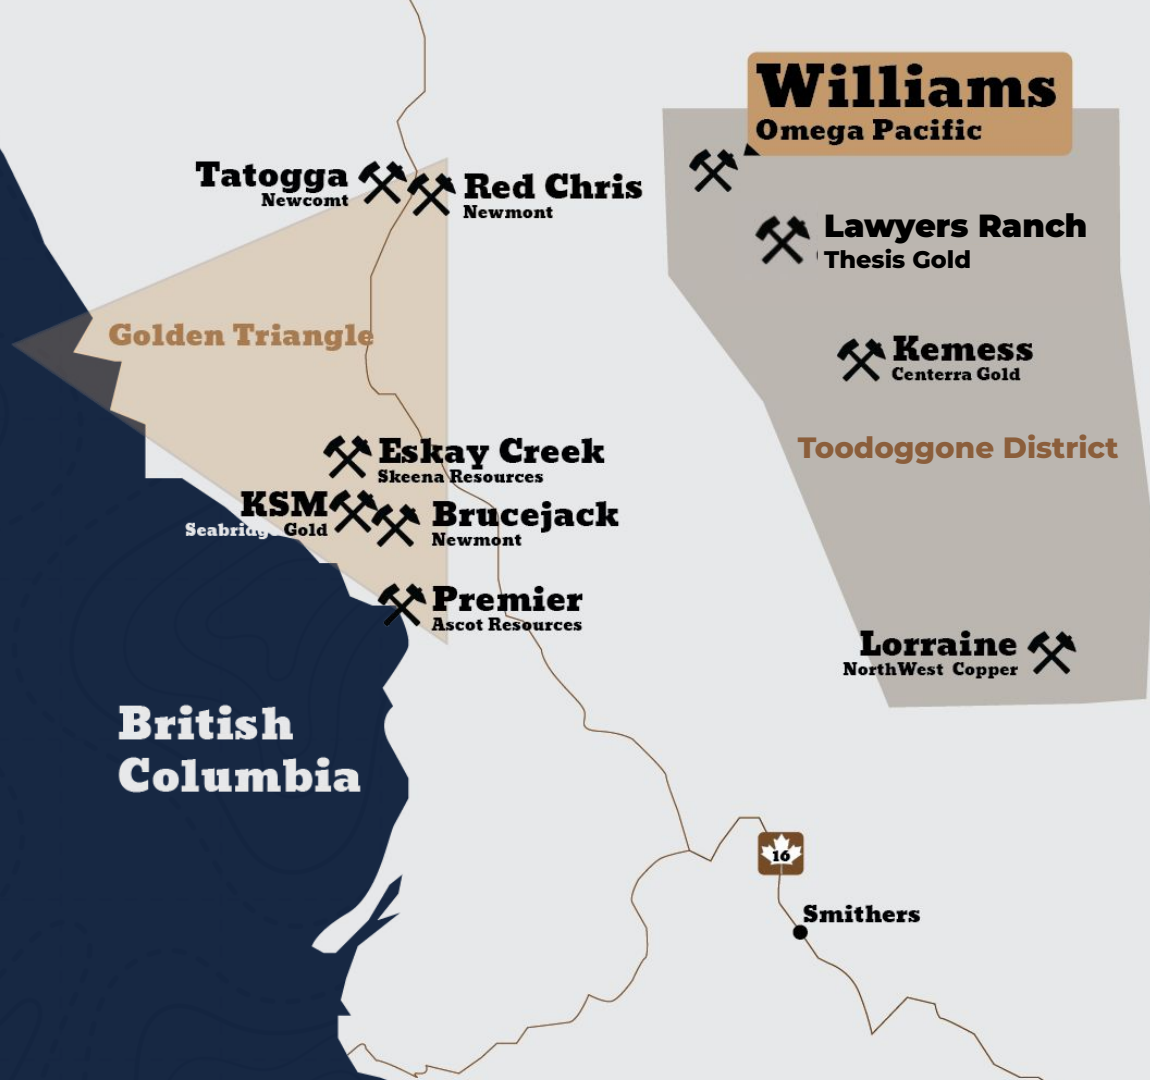 Williams
Omega Pacific
Tatogga
Newcomt
Red Chris
Newmont
Lawyers Ranch
Thesis Gold
Golden Triangle
Kemess
Centerra Gold
Toodoggone District
Eskay Creek
Skeena Resources
KSM
Seabridge Gold
Brucejack
Newmont
Premier
Ascot Resources
Lorraine
NorthWest Copper
British
Columbia
16
Smithers